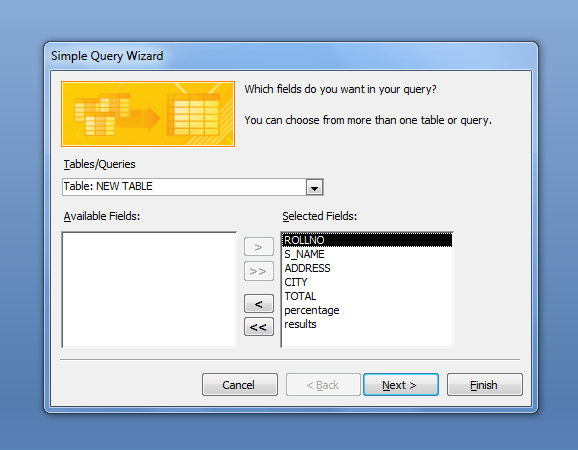 Simple Query Wizard
Which fields do you want in your query?
You can choose from more than one table or query.
Tables/Queries
Table: NEW TABLE
Available Fields:
Selected Fields:
>
>>
<
<<
ROLLNO
S_NAME
ADDRESS
CITY
TOTAL
percentage
results
Cancel
< Back
Next >
Finish